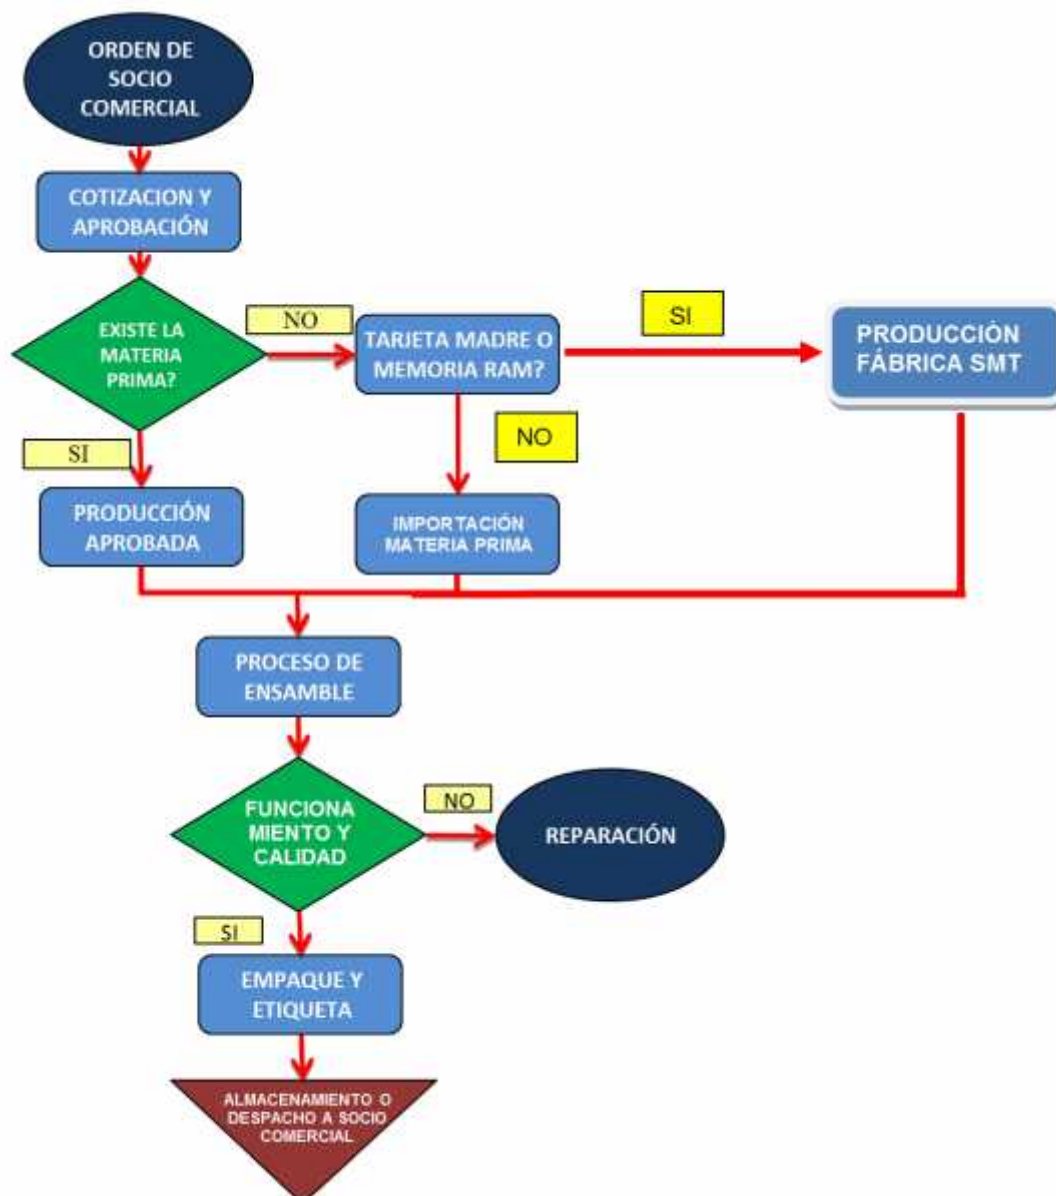 ORDEN DE
SOCIO
COMERCIAL
COTIZACION Y
APROBACIÓN
EXISTE LA
MATERIA
PRIMA?
NO
TARJETA MADRE O
MEMORIA RAM?
SI
PRODUCCIÓN
FÁBRICA SMT
SI
NO
PRODUCCIÓN
APROBADA
IMPORTACIÓN
MATERIA PRIMA
PROCESO DE
ENSAMBLE
FUNCIONA
MIENTO Y
CALIDAD
NO
REPARACIÓN
SI
EMPAQUE Y
ETIQUETA
ALMACENAMIENTO O
DESPACHO A SOCIO
COMERCIAL